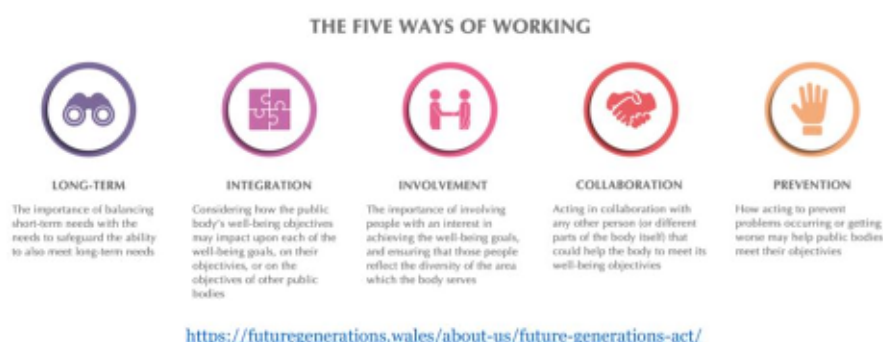 THE FIVE WAYS OF WORKING
LONG-TERM
The importance of balancing
short-term needs with the
needs to safeguard the ability
to also meet long-term needs
INTEGRATION
Considering how the public
body's well-being objectives
may impact upon each of the
well-being goals, on their
objectives, or on the
objectives of other public
bodies
INVOLVEMENT
The importance of involving
people with an interest in
achieving the well-being goals,
and ensuring that those people
reflect the diversity of the area
which the body serves
COLLABORATION
Acting in collaboration with
any other person (or different
parts of the body itself) that
could help the body to meet its
well-being objectives
PREVENTION
How acting to prevent
problems occurring or getting
worse may help public bodies
meet their objectives
https://futuregenerations.wales/about-us/future-generations-act/